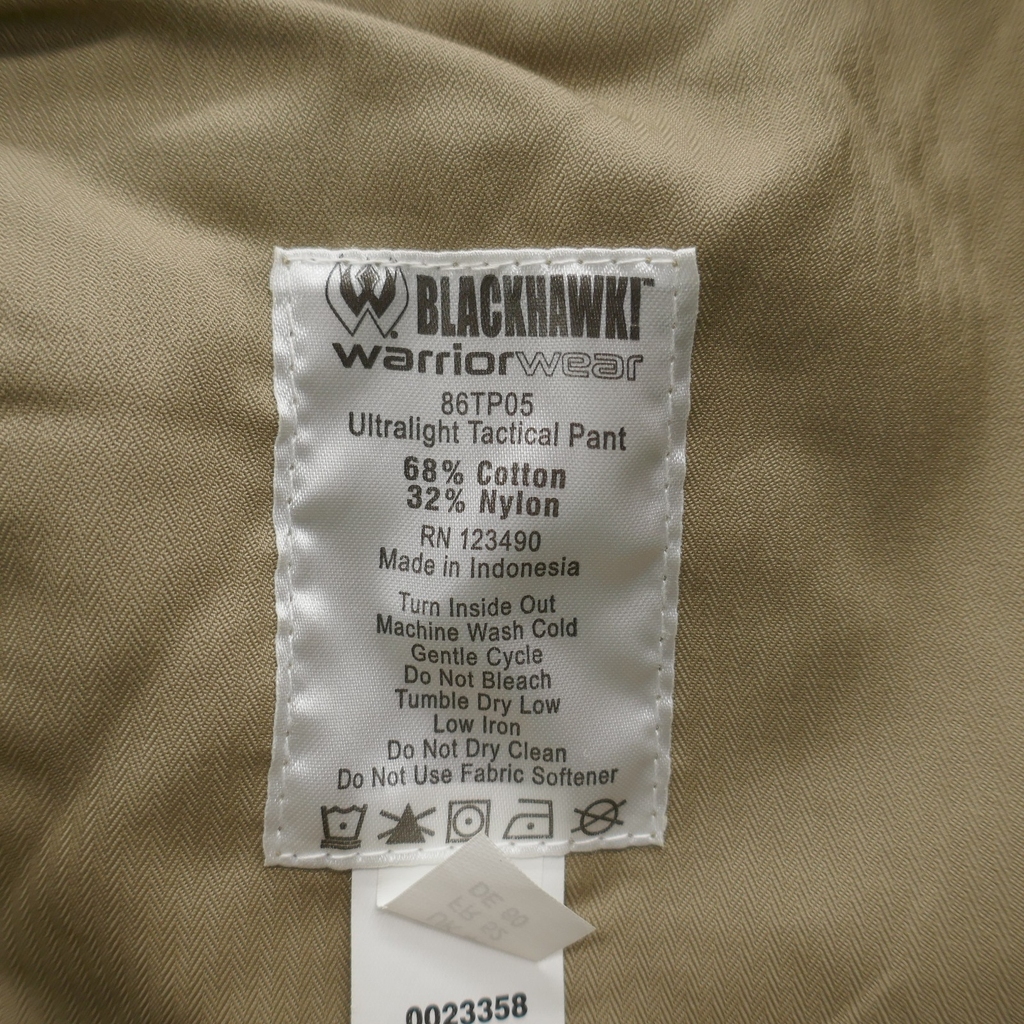 BLACKHAWK!™
warriorwear
86TP05
Ultralight Tactical Pant
68% Cotton
32% Nylon
RN 123490
Made in Indonesia
Turn Inside Out
Machine Wash Cold
Gentle Cycle
Do Not Bleach
Tumble Dry Low
Low Iron
Do Not Dry Clean
Do Not Use Fabric Softener
DE
0023358